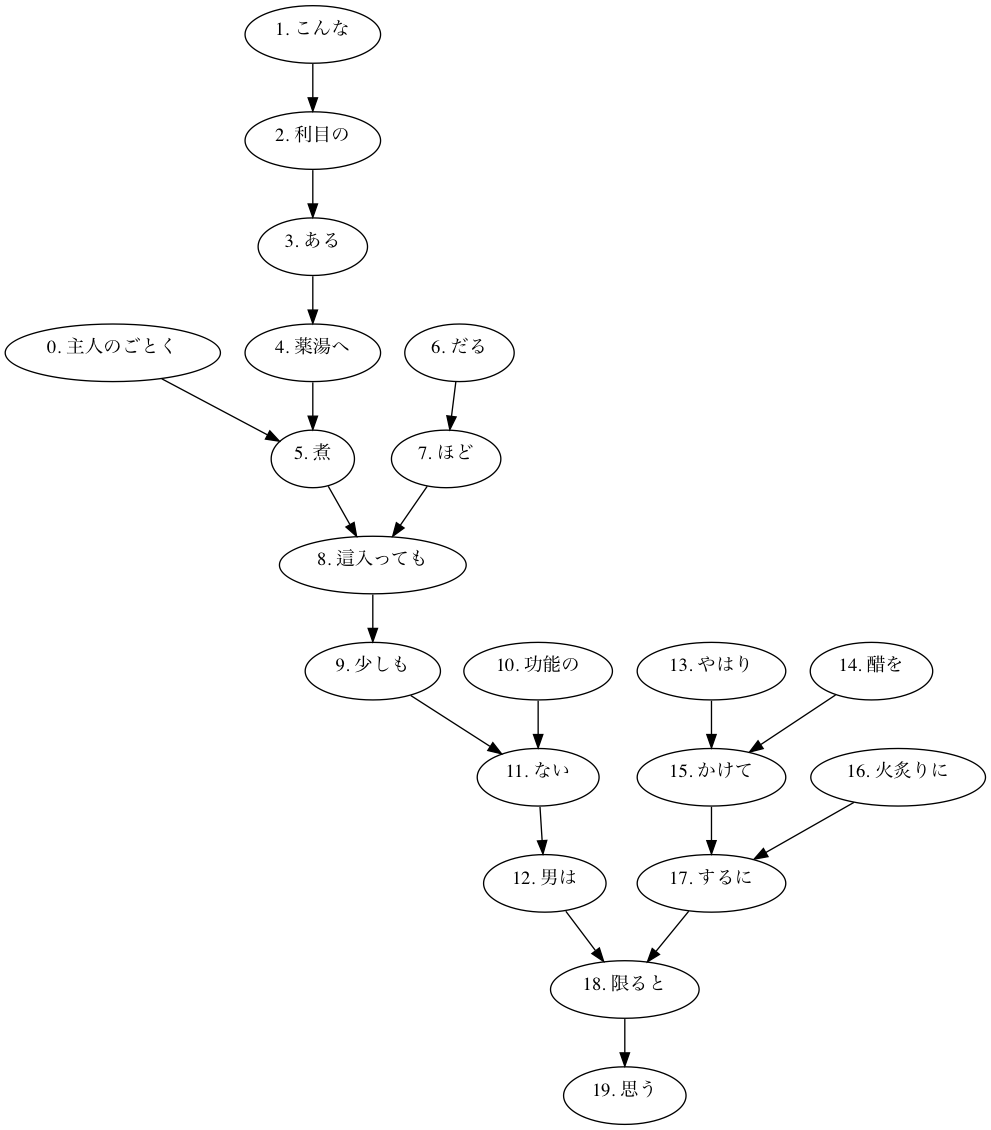 1. こんな
2. 利目の
3. ある
0. 主人のごとく
4. 薬湯へ
6. だる
5. 煮
7. ほど
8. 這入っても
9. 少しも
10. 功能の
13. やはり
14. 醋を
11. ない
15. かけて
16. 火炙りに
12. 男は
17. するに
18. 限ると
19. 思う